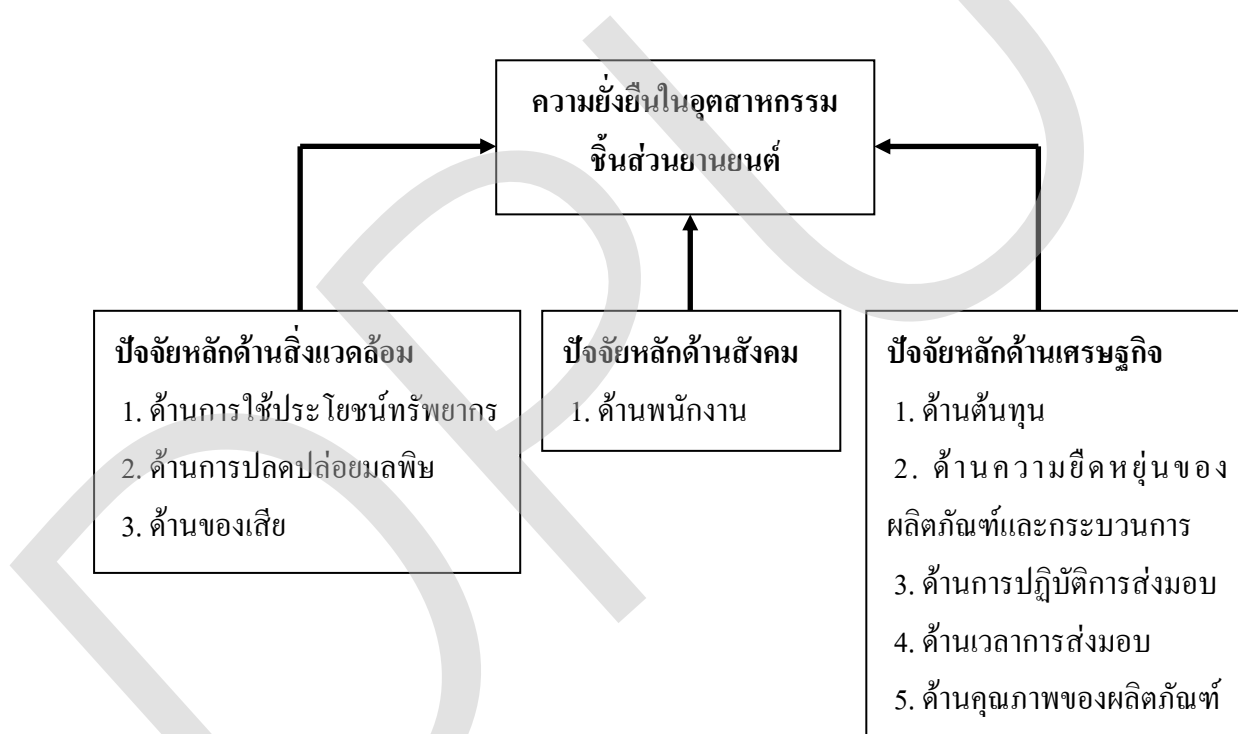 ความยั่งยืนในอุตสาหกรรม
ชิ้นส่วนยานยนต์
ปัจจัยหลักด้านสิ่งแวดล้อม
1. ด้านการใช้ประโยชน์ทรัพยากร
2. ด้านการปลดปล่อยมลพิษ
3. ด้านของเสีย
ปัจจัยหลักด้านสังคม
1. ด้านพนักงาน
ปัจจัยหลักด้านเศรษฐกิจ
1. ด้านต้นทุน
2. ด้านความยืดหยุ่นของ
ผลิตภัณฑ์และกระบวนการ
3. ด้านการปฏิบัติการส่งมอบ
4. ด้านเวลาการส่งมอบ
5. ด้านคุณภาพของผลิตภัณฑ์
DPU